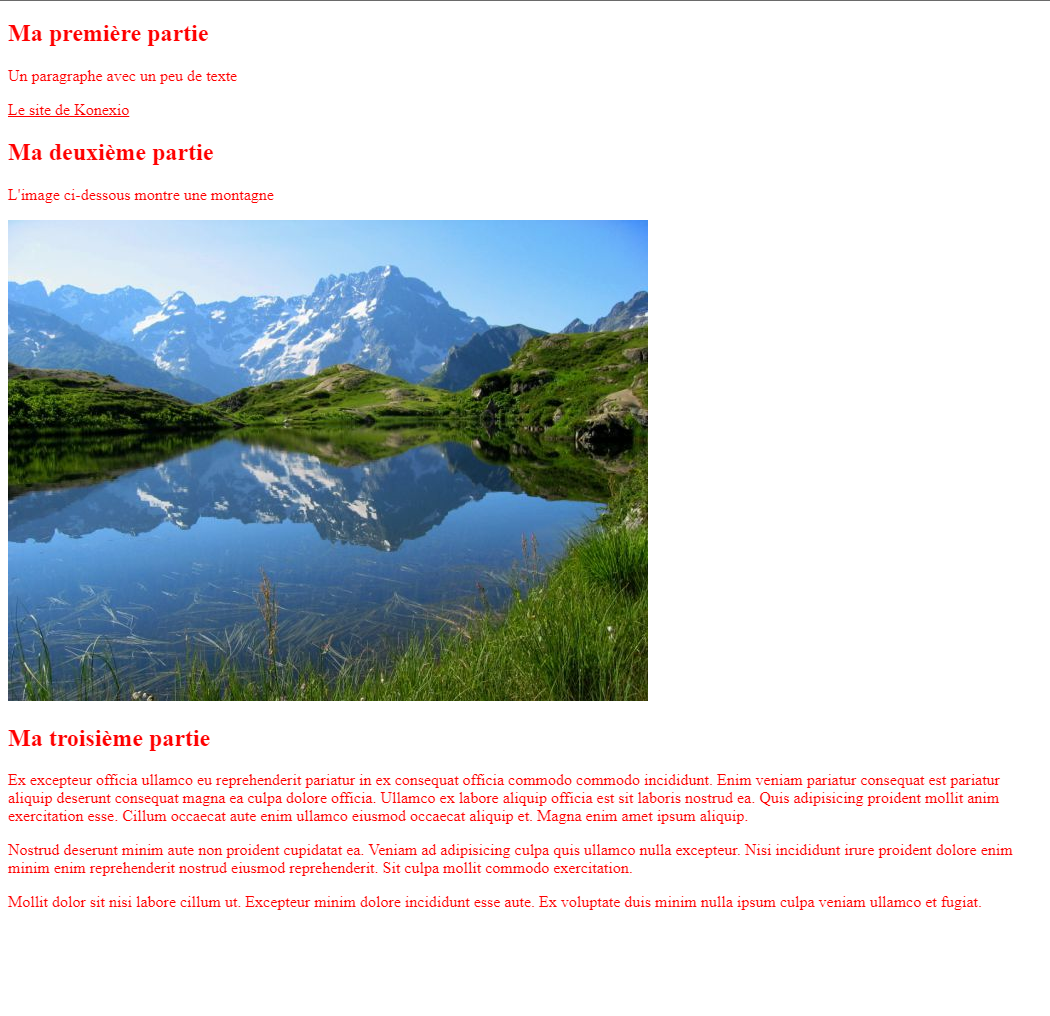 Ma première partie
Un paragraphe avec un peu de texte
Le site de Konexio
Ma deuxième partie
L'image ci-dessous montre une montagne
Ma troisième partie
Ex excepteur officia ullamco eu reprehenderit pariatur in ex consequat officia commodo commodo incididunt. Enim veniam pariatur consequat est pariatur
aliquip deserunt consequat magna ea culpa dolore officia. Ullamco ex labore aliquip officia est sit laboris nostrud ea. Quis adipisicing proident mollit anim
exercitation esse. Cillum occaecat aute enim ullamco eiusmod occaecat aliquip et. Magna enim amet ipsum aliquip.
Nostrud deserunt minim aute non proident cupidatat ea. Veniam ad adipisicing culpa quis ullamco nulla excepteur. Nisi incididunt irure proident dolore enim
minim enim reprehenderit nostrud eiusmod reprehenderit. Sit culpa mollit commodo exercitation.
Mollit dolor sit nisi labore cillum ut. Excepteur minim dolore incididunt esse aute. Ex voluptate duis minim nulla ipsum culpa veniam ullamco et fugiat.